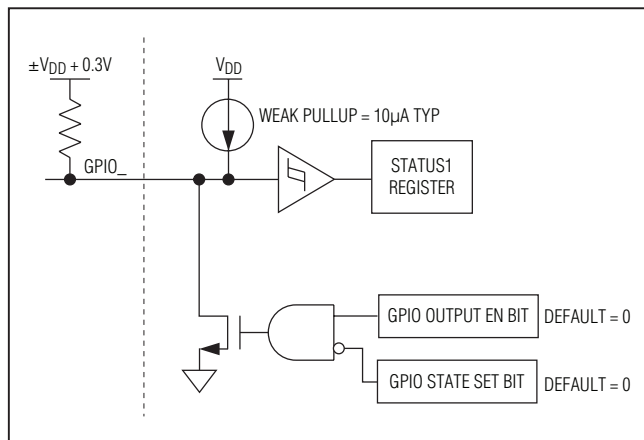 ±VDD + 0.3V
VDD
WEAK PULLUP = 10µA TYP
GPIO_
STATUS1
REGISTER
GPIO OUTPUT EN BIT
DEFAULT = 0
GPIO STATE SET BIT
DEFAULT = 0